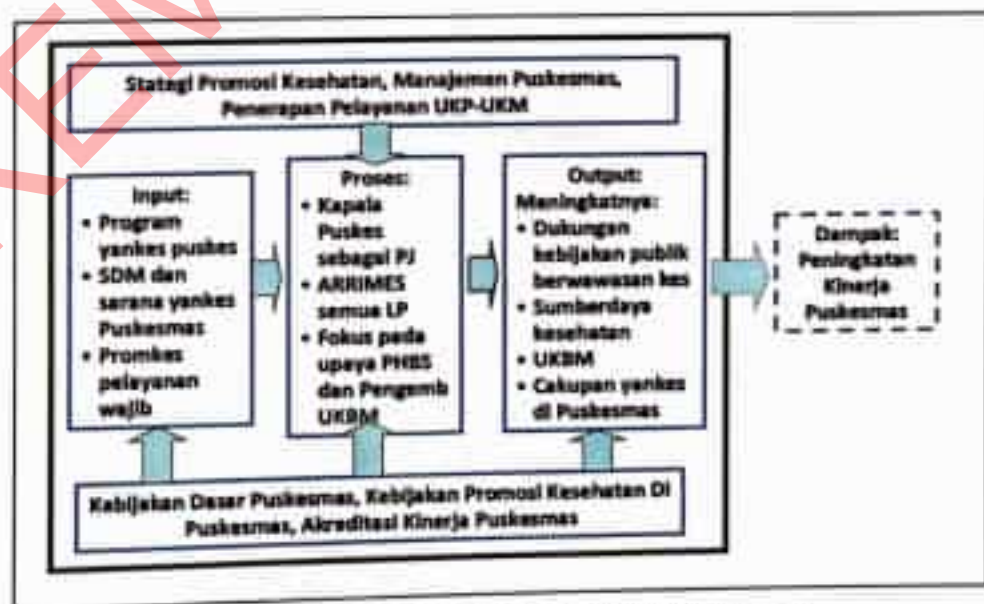 Stategi Promosi Kesehatan, Manajemen Puskesmas,
Penerapan Pelayanan UKP-UKM
Input:
• Program
yankes puskes
• SDM dan
sarana yankes
Puskesmas
• Promkes
pelayanan
wajib
Proses:
• Kapala
Puskes
sebagai PJ
• ARRIMES
semua LP
• Fokus pada
upaya PHBS
dan Pengemb
UKBM
Output:
Meningkatnya:
• Dukungan
kebijakan publik
berwawasan kes
• Sumberdaya
kesehatan
• UKBM
• Cakupan yankes
di Puskesmas
Dampak:
Peningkatan
Kinerja
Puskesmas
Kebijakan Dasar Puskesmas, Kebijakan Promosi Kesehatan Di
Puskesmas, Akreditasi Kinerja Puskesmas